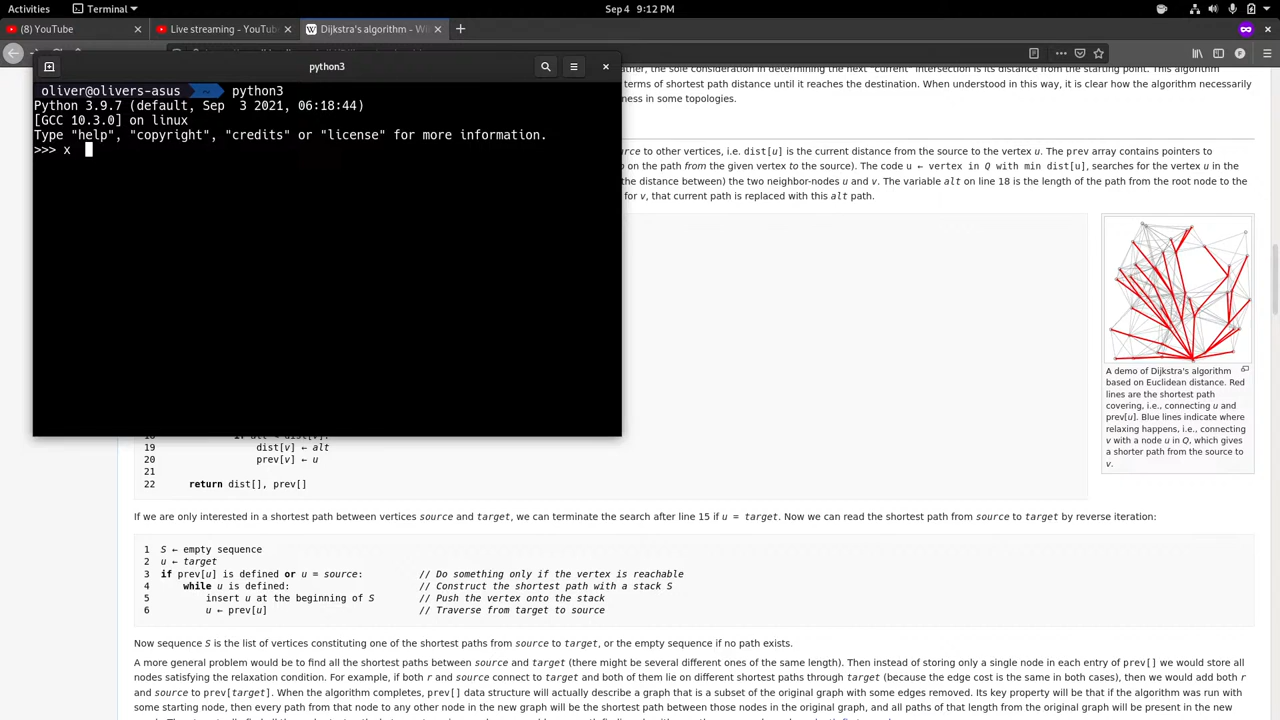 Activities
Terminal
Sep 4 9:12 PM
(8) YouTube
Live streaming - YouTub
Dijkstra's algorithm - Wi
python3
oliver@olivers-asus ~ python3
Python 3.9.7 (default, Sep 3 2021, 06:18:44)
[GCC 10.3.0] on linux
Type "help", "copyright", "credits" or "license" for more information.
>>> x
ther, the sole consideration in determining the next "current" intersection is its distance from the starting point. This algorithm
terms of shortest path distance until it reaches the destination. When understood in this way, it is clear how the algorithm necessarily
ness in some topologies.
urce to other vertices, i.e. dist[u] is the current distance from the source to the vertex u. The prev array contains pointers to
on the path from the given vertex to the source). The code u ← vertex in Q with min dist[u], searches for the vertex u in the
the distance between) the two neighbor-nodes u and v. The variable alt on line 18 is the length of the path from the root node to the
for v, that current path is replaced with this alt path.
A demo of Dijkstra's algorithm
based on Euclidean distance. Red
lines are the shortest path
covering, i.e., connecting u and
prev[u]. Blue lines indicate where
relaxing happens, i.e., connecting
v with a node u in Q, which gives
a shorter path from the source to
v.
19 dist[v] ← alt
20 prev[v] ← u
21
22 return dist[], prev[]
If we are only interested in a shortest path between vertices source and target, we can terminate the search after line 15 if u = target. Now we can read the shortest path from source to target by reverse iteration:
1 S ← empty sequence
2 u ← target
3 if prev[u] is defined or u = source: // Do something only if the vertex is reachable
4 while u is defined: // Construct the shortest path with a stack S
5 insert u at the beginning of S // Push the vertex onto the stack
6 u ← prev[u] // Traverse from target to source
Now sequence S is the list of vertices constituting one of the shortest paths from source to target, or the empty sequence if no path exists.
A more general problem would be to find all the shortest paths between source and target (there might be several different ones of the same length). Then instead of storing only a single node in each entry of prev[] we would store all
nodes satisfying the relaxation condition. For example, if both r and source connect to target and both of them lie on different shortest paths through target (because the edge cost is the same in both cases), then we would add both r
and source to prev[target]. When the algorithm completes, prev[] data structure will actually describe a graph that is a subset of the original graph with some edges removed. Its key property will be that if the algorithm was run with
some starting node, then every path from that node to any other node in the new graph will be the shortest path between those nodes in the original graph, and all paths of that length from the original graph will be present in the new